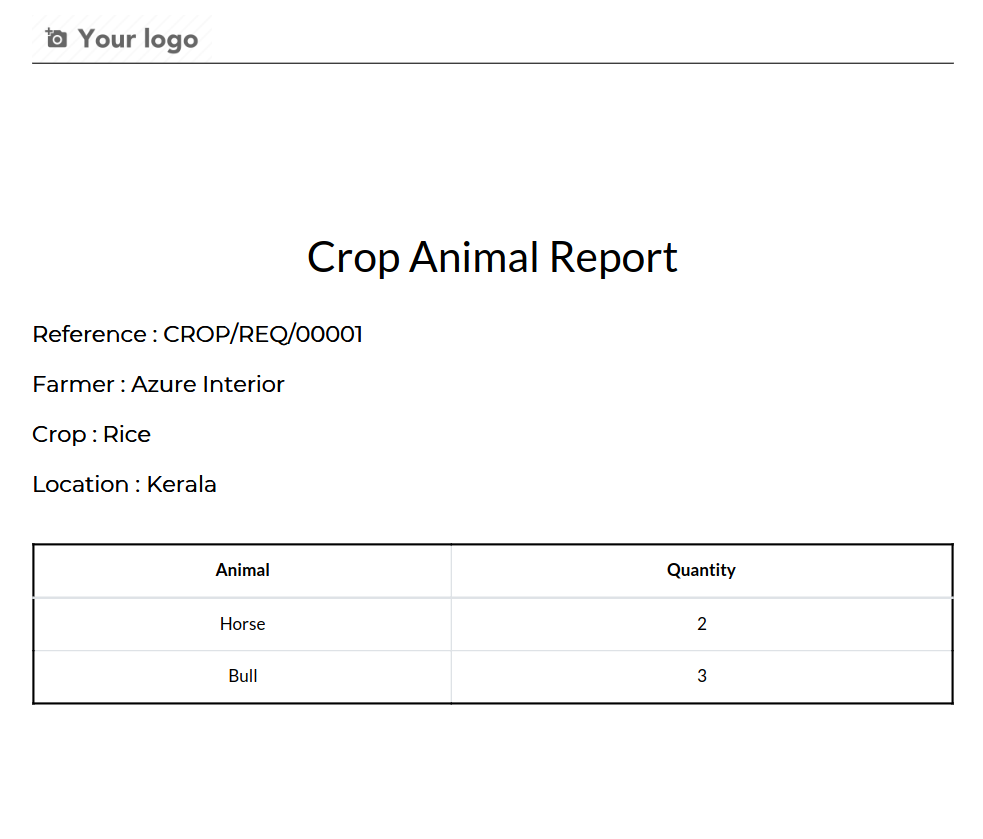 Your logo
Crop Animal Report
Reference : CROP/REQ/00001
Farmer : Azure Interior
Crop : Rice
Location : Kerala
Animal Quantity
Horse 2
Bull 3